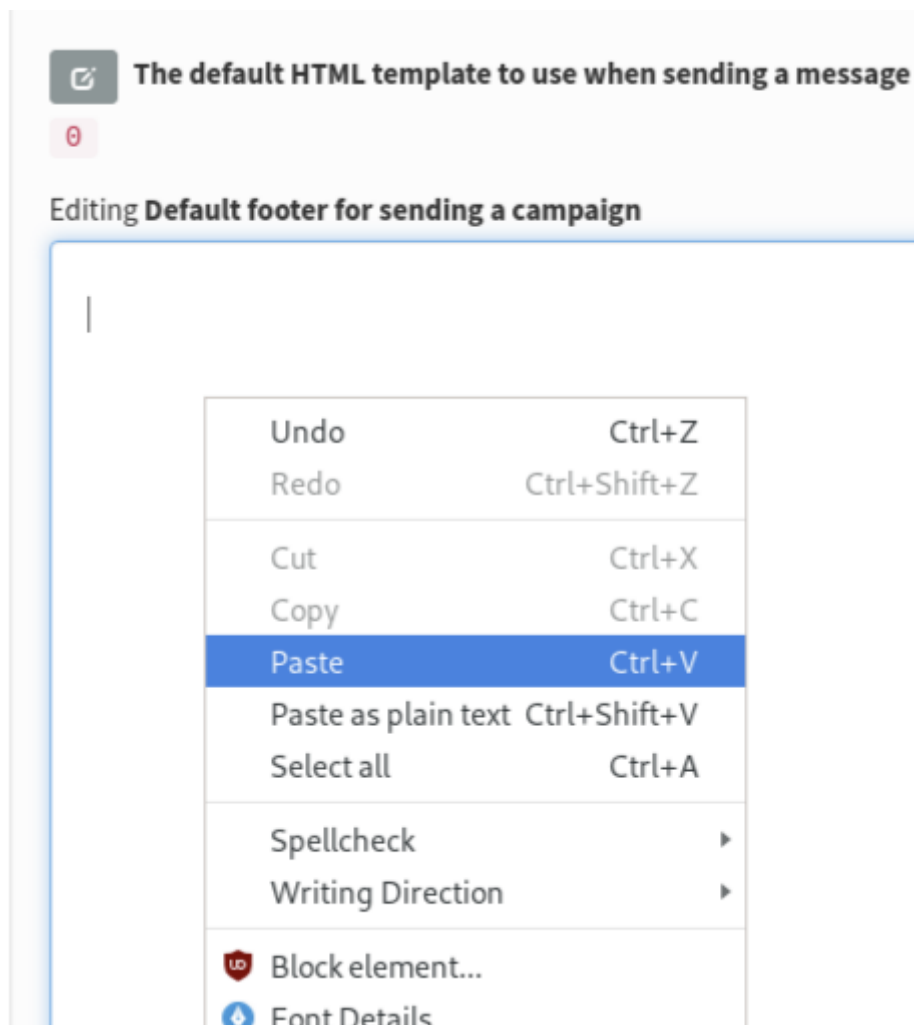 The default HTML template to use when sending a message
0
Editing Default footer for sending a campaign
Undo Ctrl+Z
Redo Ctrl+Shift+Z
Cut Ctrl+X
Copy Ctrl+C
Paste Ctrl+V
Paste as plain text Ctrl+Shift+V
Select all Ctrl+A
Spellcheck
Writing Direction
Block element...
Font Details